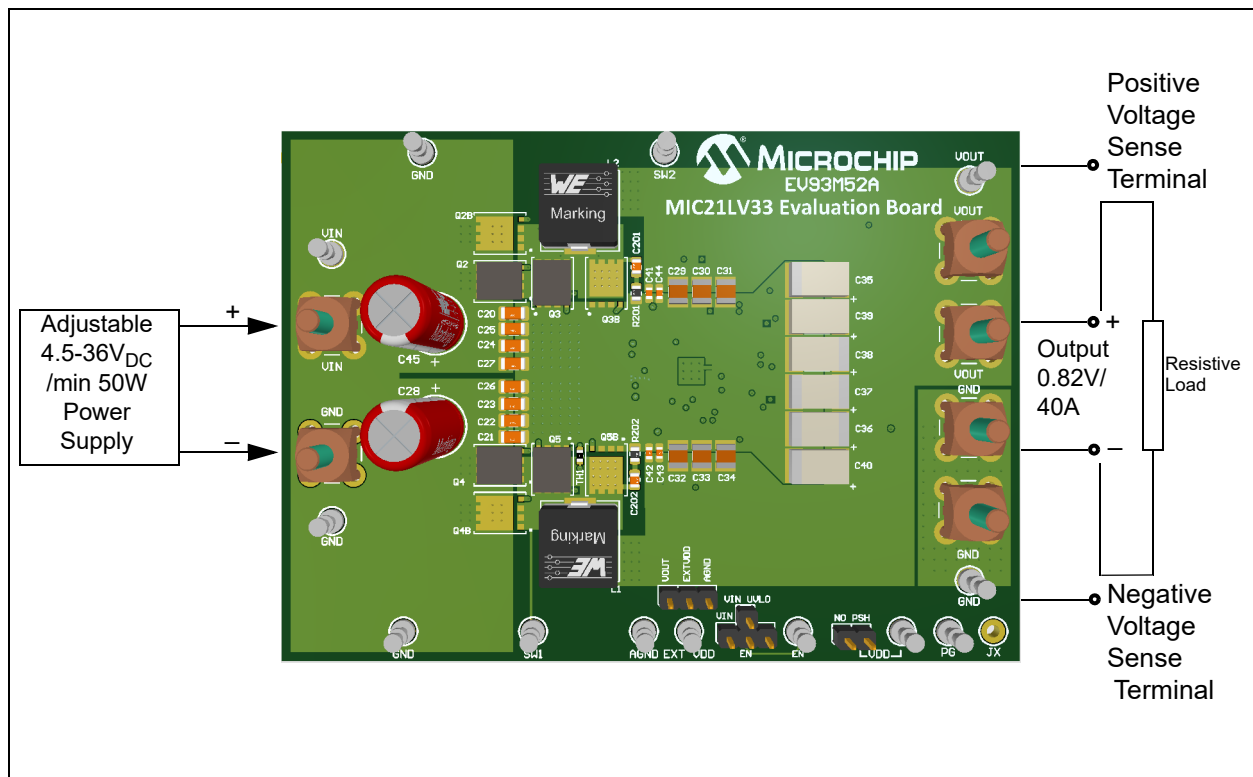 Positive
Voltage
Sense
Terminal
MICROCHIP
EV93M52A
MIC21LV33 Evaluation Board
GND
SW2
VOUT
L2
WE
Marking
VIN
Q2B
C201
VOUT
Q2
C41
C44
C29
C30
C31
C35
Adjustable
4.5-36VDC
/min 50W
Power
Supply
+
−
VIN
C45
+
C20
C25
C24
C27
Q3
Q3B
R201
+
C39
+
C38
+
C37
+
C36
+
C40
+
VOUT
+
Output
0.82V/
40A
−
Resistive
Load
GND
C28
+
C26
C23
C22
C21
GND
Q5
Q5B
R202
TH1
C42
C43
C32
C33
C34
C202
Q4
Q4B
GND
GND
Marking
WE
L1
VOUT
EXTVDD
AGND
VIN UVLO
VIN
NO PSH
GND
GND
SW1
AGND
EXT VDD
EN
EN
VDD
PG
JX
Negative
Voltage
Sense
Terminal